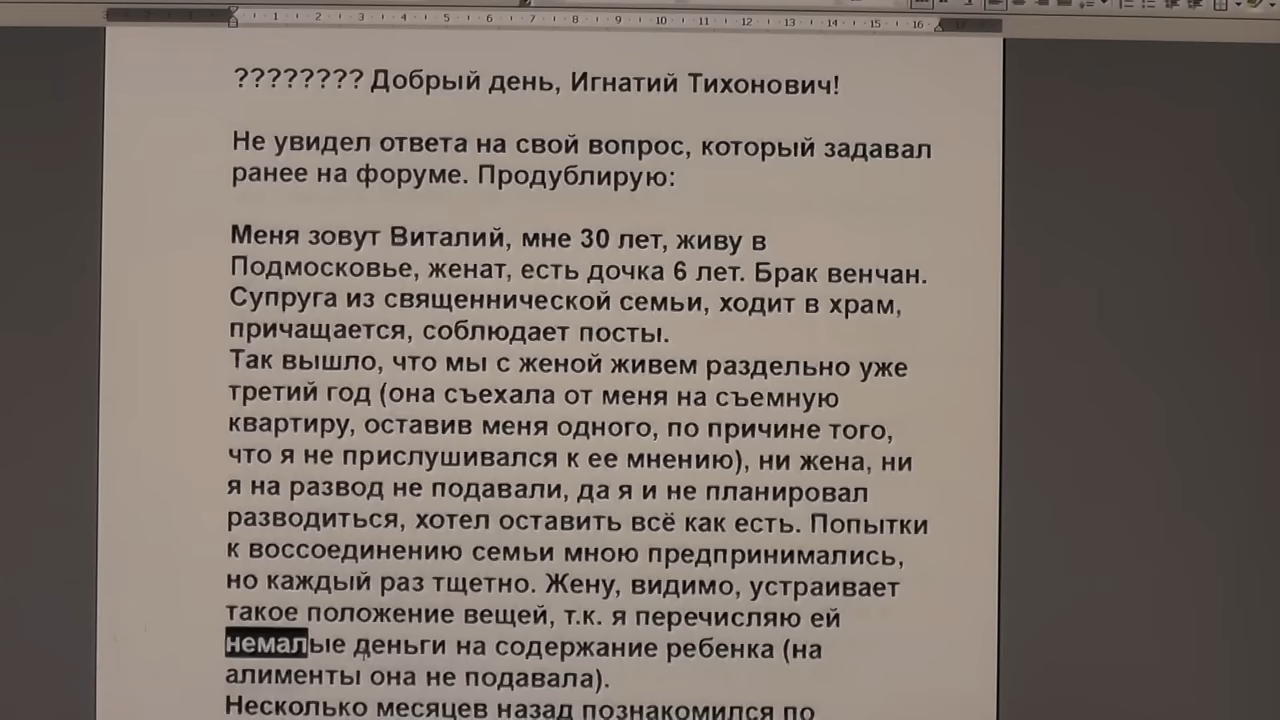 ???????? Добрый день, Игнатий Тихонович!
Не увидел ответа на свой вопрос, который задавал
ранее на форуме. Продублирую:
Меня зовут Виталий, мне 30 лет, живу в
Подмосковье, женат, есть дочка 6 лет. Брак венчан.
Супруга из священнической семьи, ходит в храм,
причащается, соблюдает посты.
Так вышло, что мы с женой живем раздельно уже
третий год (она съехала от меня на съемную
квартиру, оставив меня одного, по причине того,
что я не прислушивался к ее мнению), ни жена, ни
я на развод не подавали, да я и не планировал
разводиться, хотел оставить всё как есть. Попытки
к воссоединению семьи мною предпринимались,
но каждый раз тщетно. Жену, видимо, устраивает
такое положение вещей, т.к. я перечисляю ей
немалые деньги на содержание ребенка (на
алименты она не подавала).
Несколько месяцев назад познакомился по